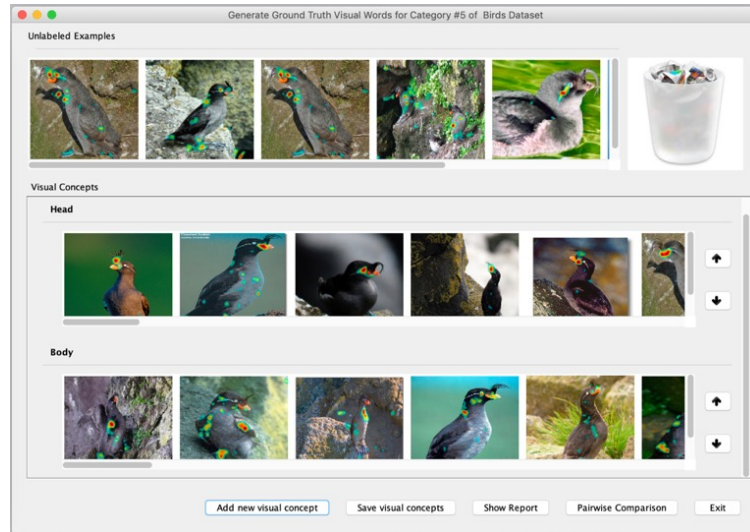 Generate Ground Truth Visual Words for Category #5 of Birds Dataset
Unlabeled Examples
Visual Concepts
Head
Body
Add new visual concept
Save visual concepts
Show Report
Pairwise Comparison
Exit